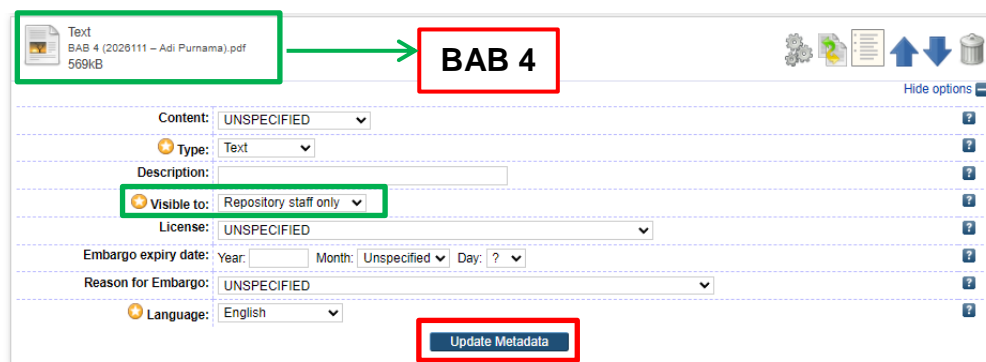 Text
BAB 4 (2026111 – Adi Purnama).pdf
569kB
BAB 4
Hide options
Content: UNSPECIFIED
Type: Text
Description:
Visible to: Repository staff only
License: UNSPECIFIED
Embargo expiry date: Year: Month: Unspecified Day: ?
Reason for Embargo: UNSPECIFIED
Language: English
Update Metadata